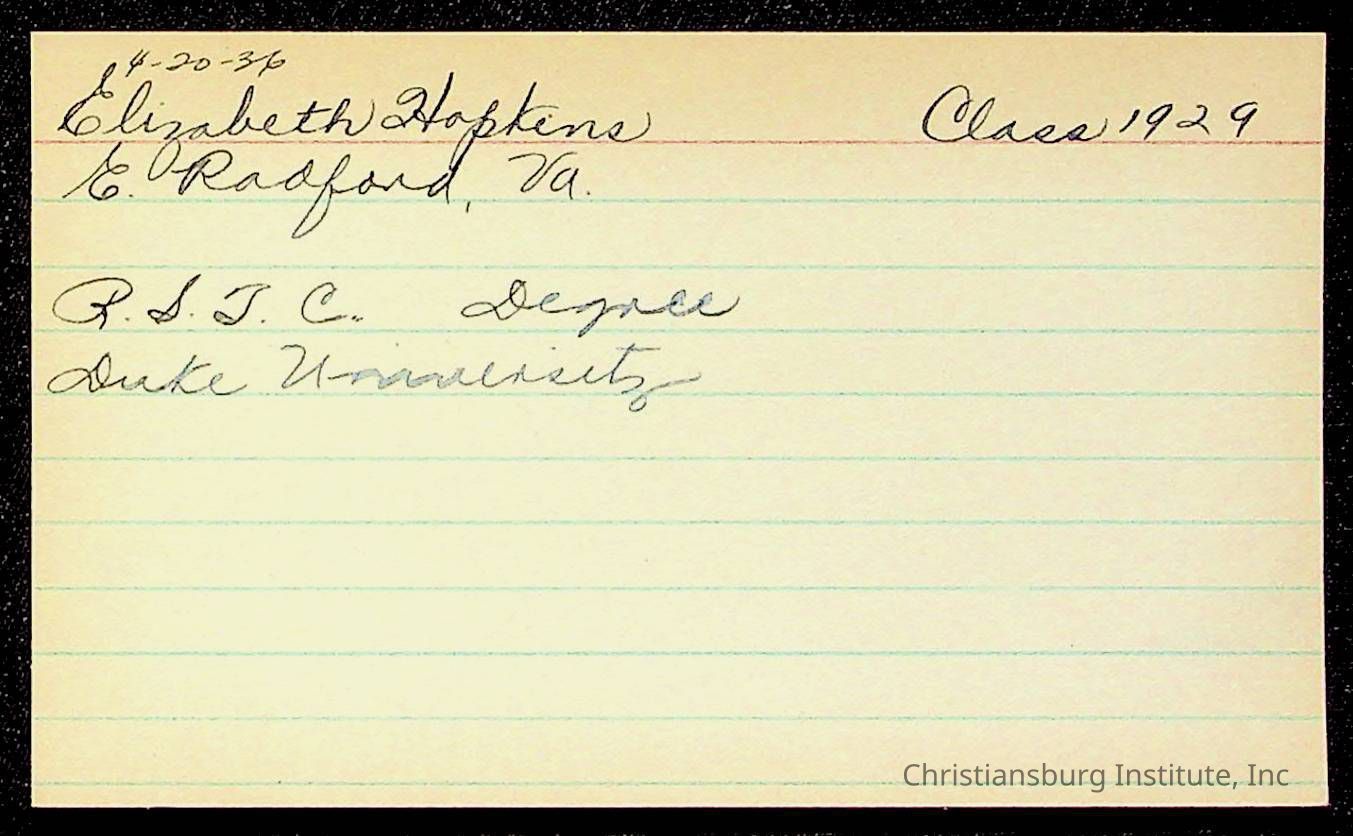 4-20-36
Elizabeth Hopkins Class 1929
E. Radford, Va.
R.S.T.C. Degree
Duke University
Christiansburg Institute, Inc